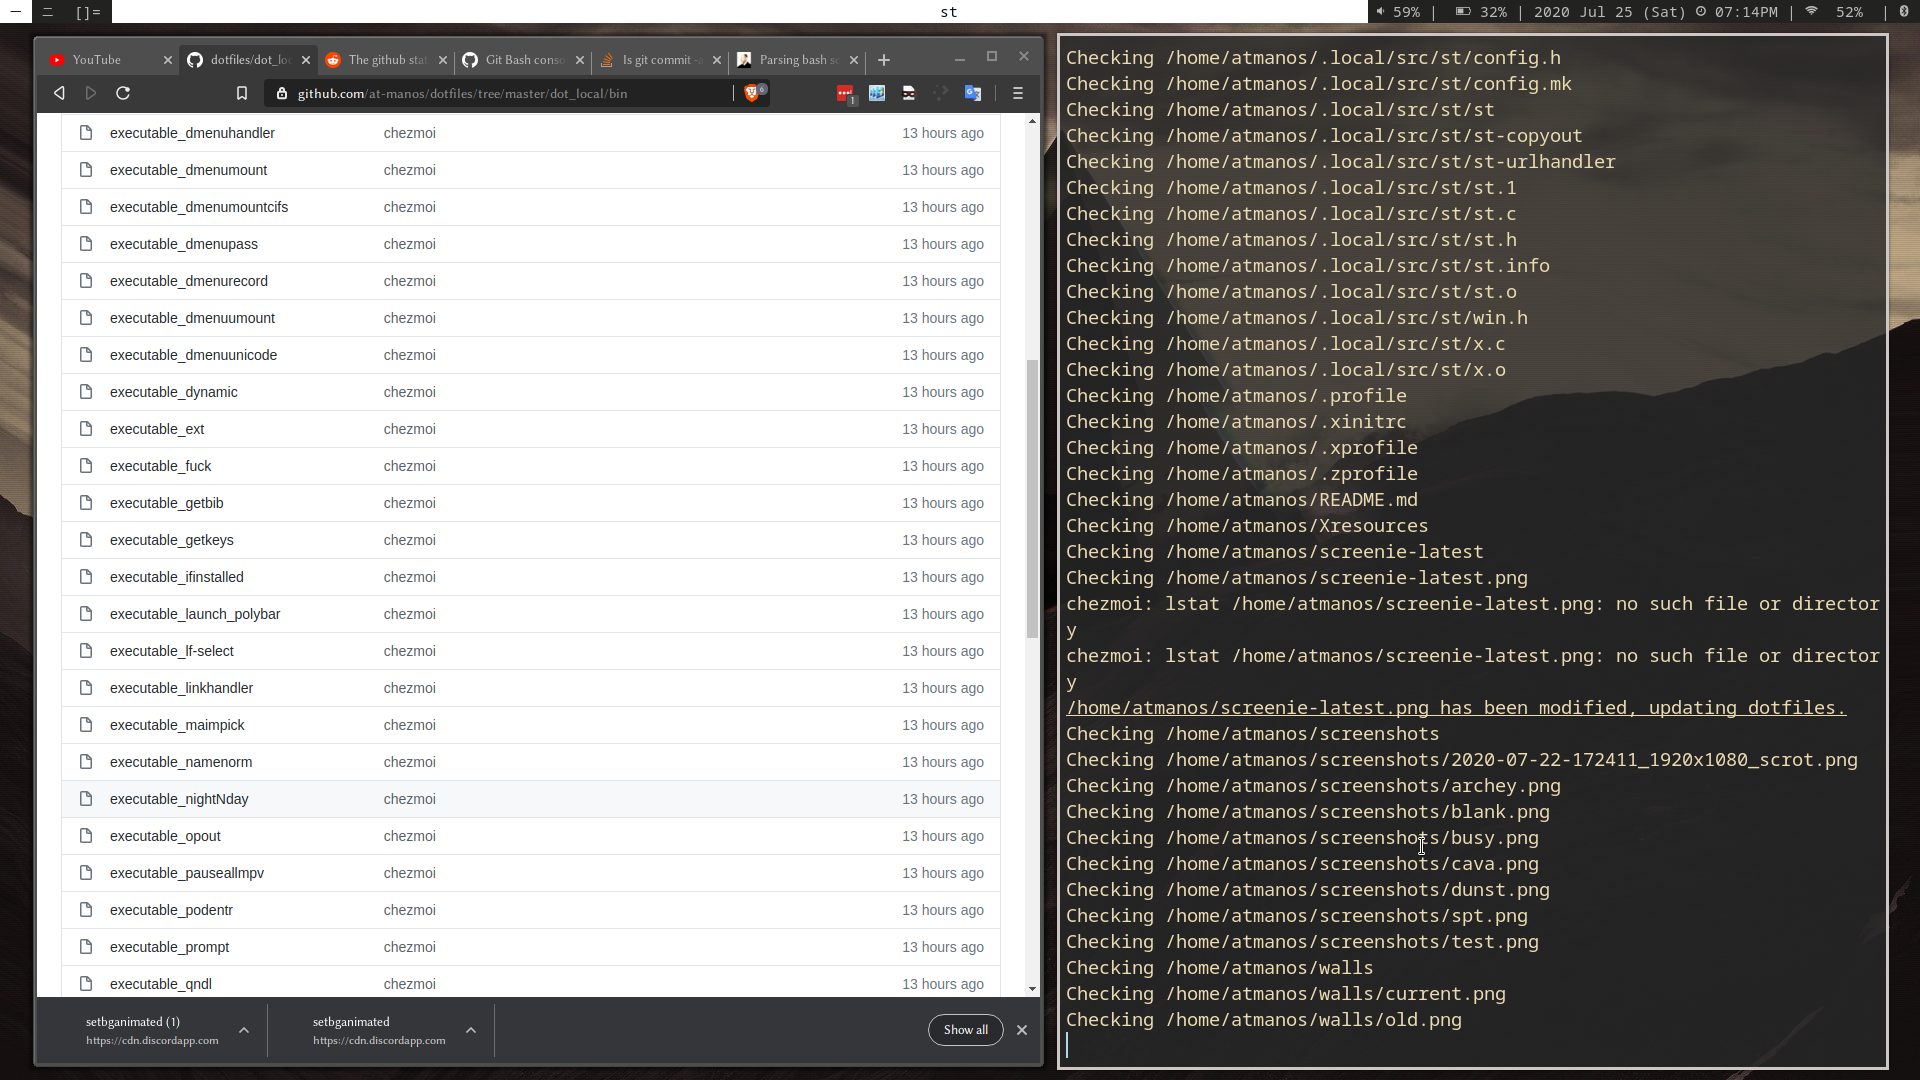 []=
st
59% | 32% | 2020 Jul 25 (Sat) 07:14PM | 52% |
YouTube
dotfiles/dot_lo
The github sta
Git Bash conso
Is git commit -a
Parsing bash sc
github.com/at-manos/dotfiles/tree/master/dot_local/bin
1
6
executable_dmenuhandler chezmoi 13 hours ago
executable_dmenumount chezmoi 13 hours ago
executable_dmenumountcifs chezmoi 13 hours ago
executable_dmenupass chezmoi 13 hours ago
executable_dmenurecord chezmoi 13 hours ago
executable_dmenuumount chezmoi 13 hours ago
executable_dmenuunicode chezmoi 13 hours ago
executable_dynamic chezmoi 13 hours ago
executable_ext chezmoi 13 hours ago
executable_fuck chezmoi 13 hours ago
executable_getbib chezmoi 13 hours ago
executable_getkeys chezmoi 13 hours ago
executable_ifinstalled chezmoi 13 hours ago
executable_launch_polybar chezmoi 13 hours ago
executable_lf-select chezmoi 13 hours ago
executable_linkhandler chezmoi 13 hours ago
executable_maimpick chezmoi 13 hours ago
executable_namenorm chezmoi 13 hours ago
executable_nightNday chezmoi 13 hours ago
executable_opout chezmoi 13 hours ago
executable_pauseallmpv chezmoi 13 hours ago
executable_podentr chezmoi 13 hours ago
executable_prompt chezmoi 13 hours ago
executable_qndl chezmoi 13 hours ago
setbganimated (1)
https://cdn.discordapp.com
setbganimated
https://cdn.discordapp.com
Show all
Checking /home/atmanos/.local/src/st/config.h
Checking /home/atmanos/.local/src/st/config.mk
Checking /home/atmanos/.local/src/st/st
Checking /home/atmanos/.local/src/st/st-copyout
Checking /home/atmanos/.local/src/st/st-urlhandler
Checking /home/atmanos/.local/src/st/st.1
Checking /home/atmanos/.local/src/st/st.c
Checking /home/atmanos/.local/src/st/st.h
Checking /home/atmanos/.local/src/st/st.info
Checking /home/atmanos/.local/src/st/st.o
Checking /home/atmanos/.local/src/st/win.h
Checking /home/atmanos/.local/src/st/x.c
Checking /home/atmanos/.local/src/st/x.o
Checking /home/atmanos/.profile
Checking /home/atmanos/.xinitrc
Checking /home/atmanos/.xprofile
Checking /home/atmanos/.zprofile
Checking /home/atmanos/README.md
Checking /home/atmanos/Xresources
Checking /home/atmanos/screenie-latest
Checking /home/atmanos/screenie-latest.png
chezmoi: lstat /home/atmanos/screenie-latest.png: no such file or director
y
chezmoi: lstat /home/atmanos/screenie-latest.png: no such file or director
y
/home/atmanos/screenie-latest.png has been modified, updating dotfiles.
Checking /home/atmanos/screenshots
Checking /home/atmanos/screenshots/2020-07-22-172411_1920x1080_scrot.png
Checking /home/atmanos/screenshots/archey.png
Checking /home/atmanos/screenshots/blank.png
Checking /home/atmanos/screenshots/busy.png
Checking /home/atmanos/screenshots/cava.png
Checking /home/atmanos/screenshots/dunst.png
Checking /home/atmanos/screenshots/spt.png
Checking /home/atmanos/screenshots/test.png
Checking /home/atmanos/walls
Checking /home/atmanos/walls/current.png
Checking /home/atmanos/walls/old.png